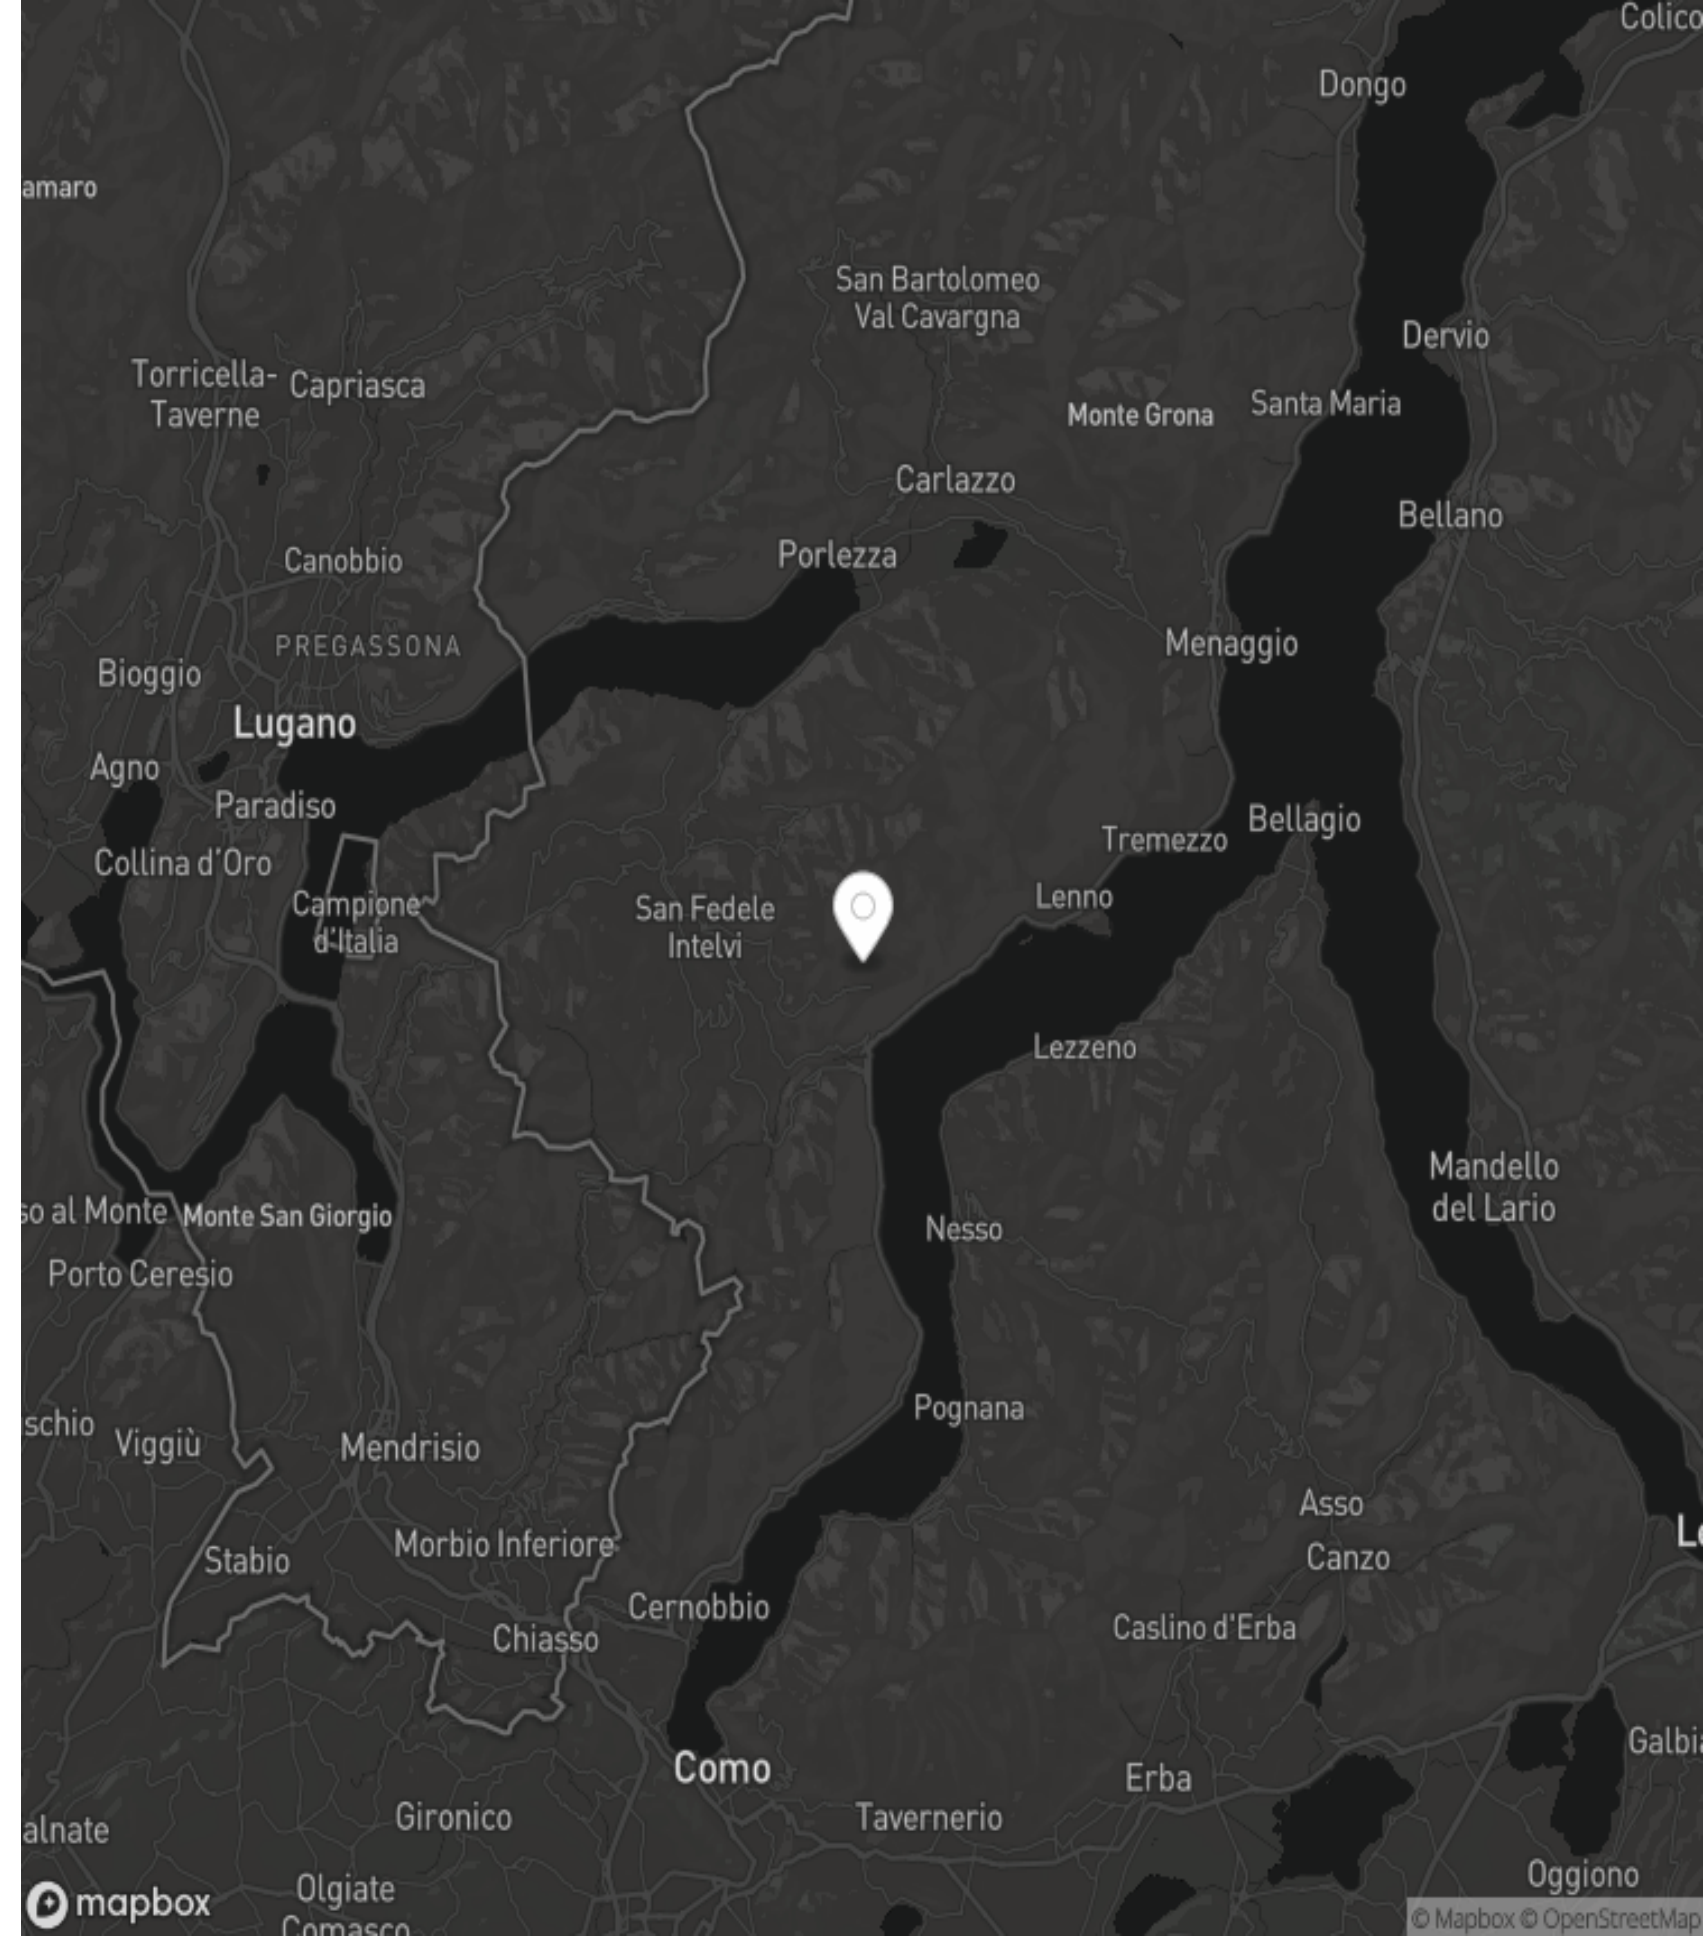 Colico
Dongo
amaro
San Bartolomeo
Val Cavargna
Dervio
Torricella-
Taverne
Capriasca
Monte Grona
Santa Maria
Carlazzo
Bellano
Porlezza
Canobbio
PREGASSONA
Menaggio
Bioggio
Lugano
Agno
Paradiso
Bellagio
Tremezzo
Collina d'Oro
Campione
d'Italia
San Fedele
Intelvi
Lenno
Lezzeno
Mandello
del Lario
so al Monte
Monte San Giorgio
Nesso
Porto Ceresio
Pognana
schio
Viggiù
Mendrisio
Asso
Canzo
Le
Morbio Inferiore
Stabio
Cernobbio
Caslino d'Erba
Chiasso
Como
Galbia
Erba
Gironico
Tavernerio
alnate
Oggiono
Olgiate
Comasco
mapbox
© Mapbox © OpenStreetMap